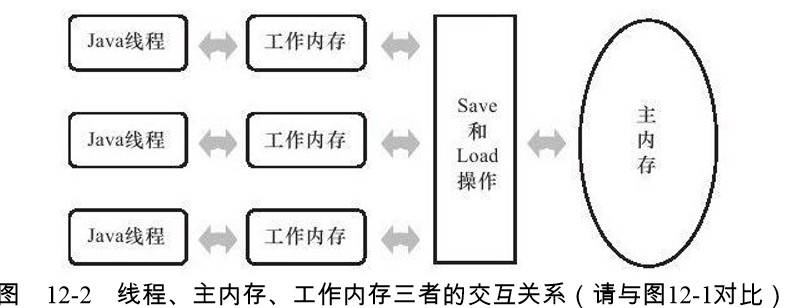 Java线程
工作内存
Java线程
工作内存
Java线程
工作内存
Save
和
Load
操作
主
内
存
图 12-2 线程、主内存、工作内存三者的交互关系（请与图12-1对比）